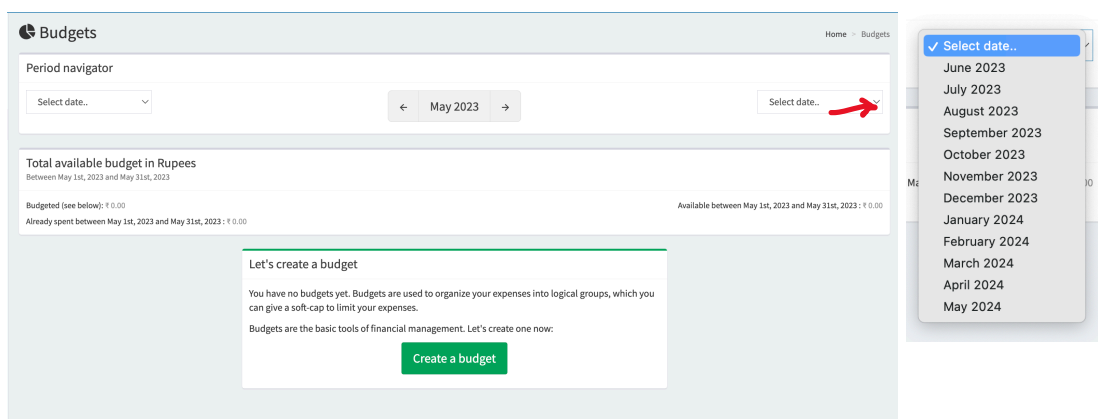 Budgets
Home > Budgets
Period navigator
Select date..
← May 2023 →
Select date..
Total available budget in Rupees
Between May 1st, 2023 and May 31st, 2023
Budgeted (see below): ₹ 0.00
Available between May 1st, 2023 and May 31st, 2023 : ₹ 0.00
Already spent between May 1st, 2023 and May 31st, 2023 : ₹ 0.00
Let's create a budget
You have no budgets yet. Budgets are used to organize your expenses into logical groups, which you
can give a soft-cap to limit your expenses.
Budgets are the basic tools of financial management. Let's create one now:
Create a budget
✓ Select date..
June 2023
July 2023
August 2023
September 2023
October 2023
November 2023
December 2023
January 2024
February 2024
March 2024
April 2024
May 2024